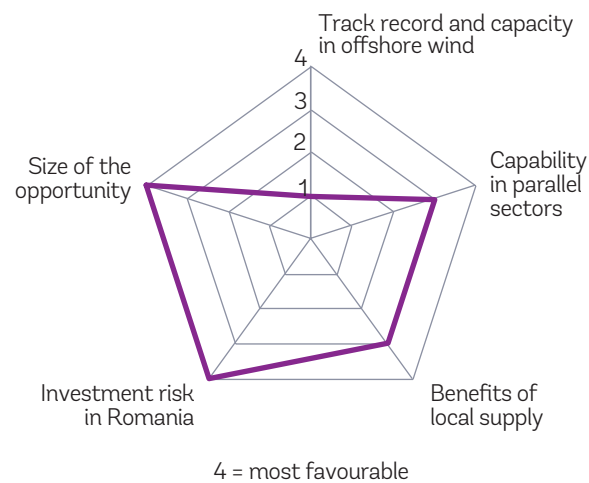 Track record and capacity
in offshore wind
4
3
2
1
Size of the
opportunity
Capability
in parallel
sectors
Investment risk
in Romania
Benefits of
local supply
4 = most favourable